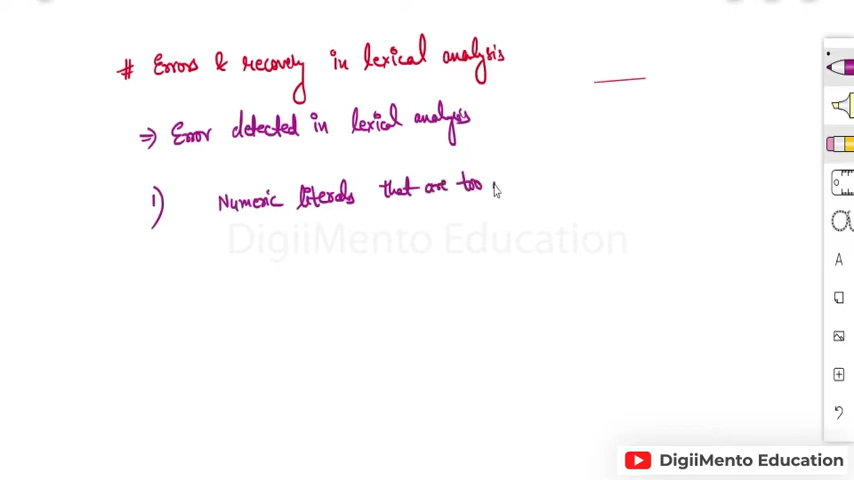 # Errors & recovery in lexical analysis
⇒ Error detected in lexical analysis
1) Numeric literals that are too
DigiiMento Education
A
DigiiMento Education